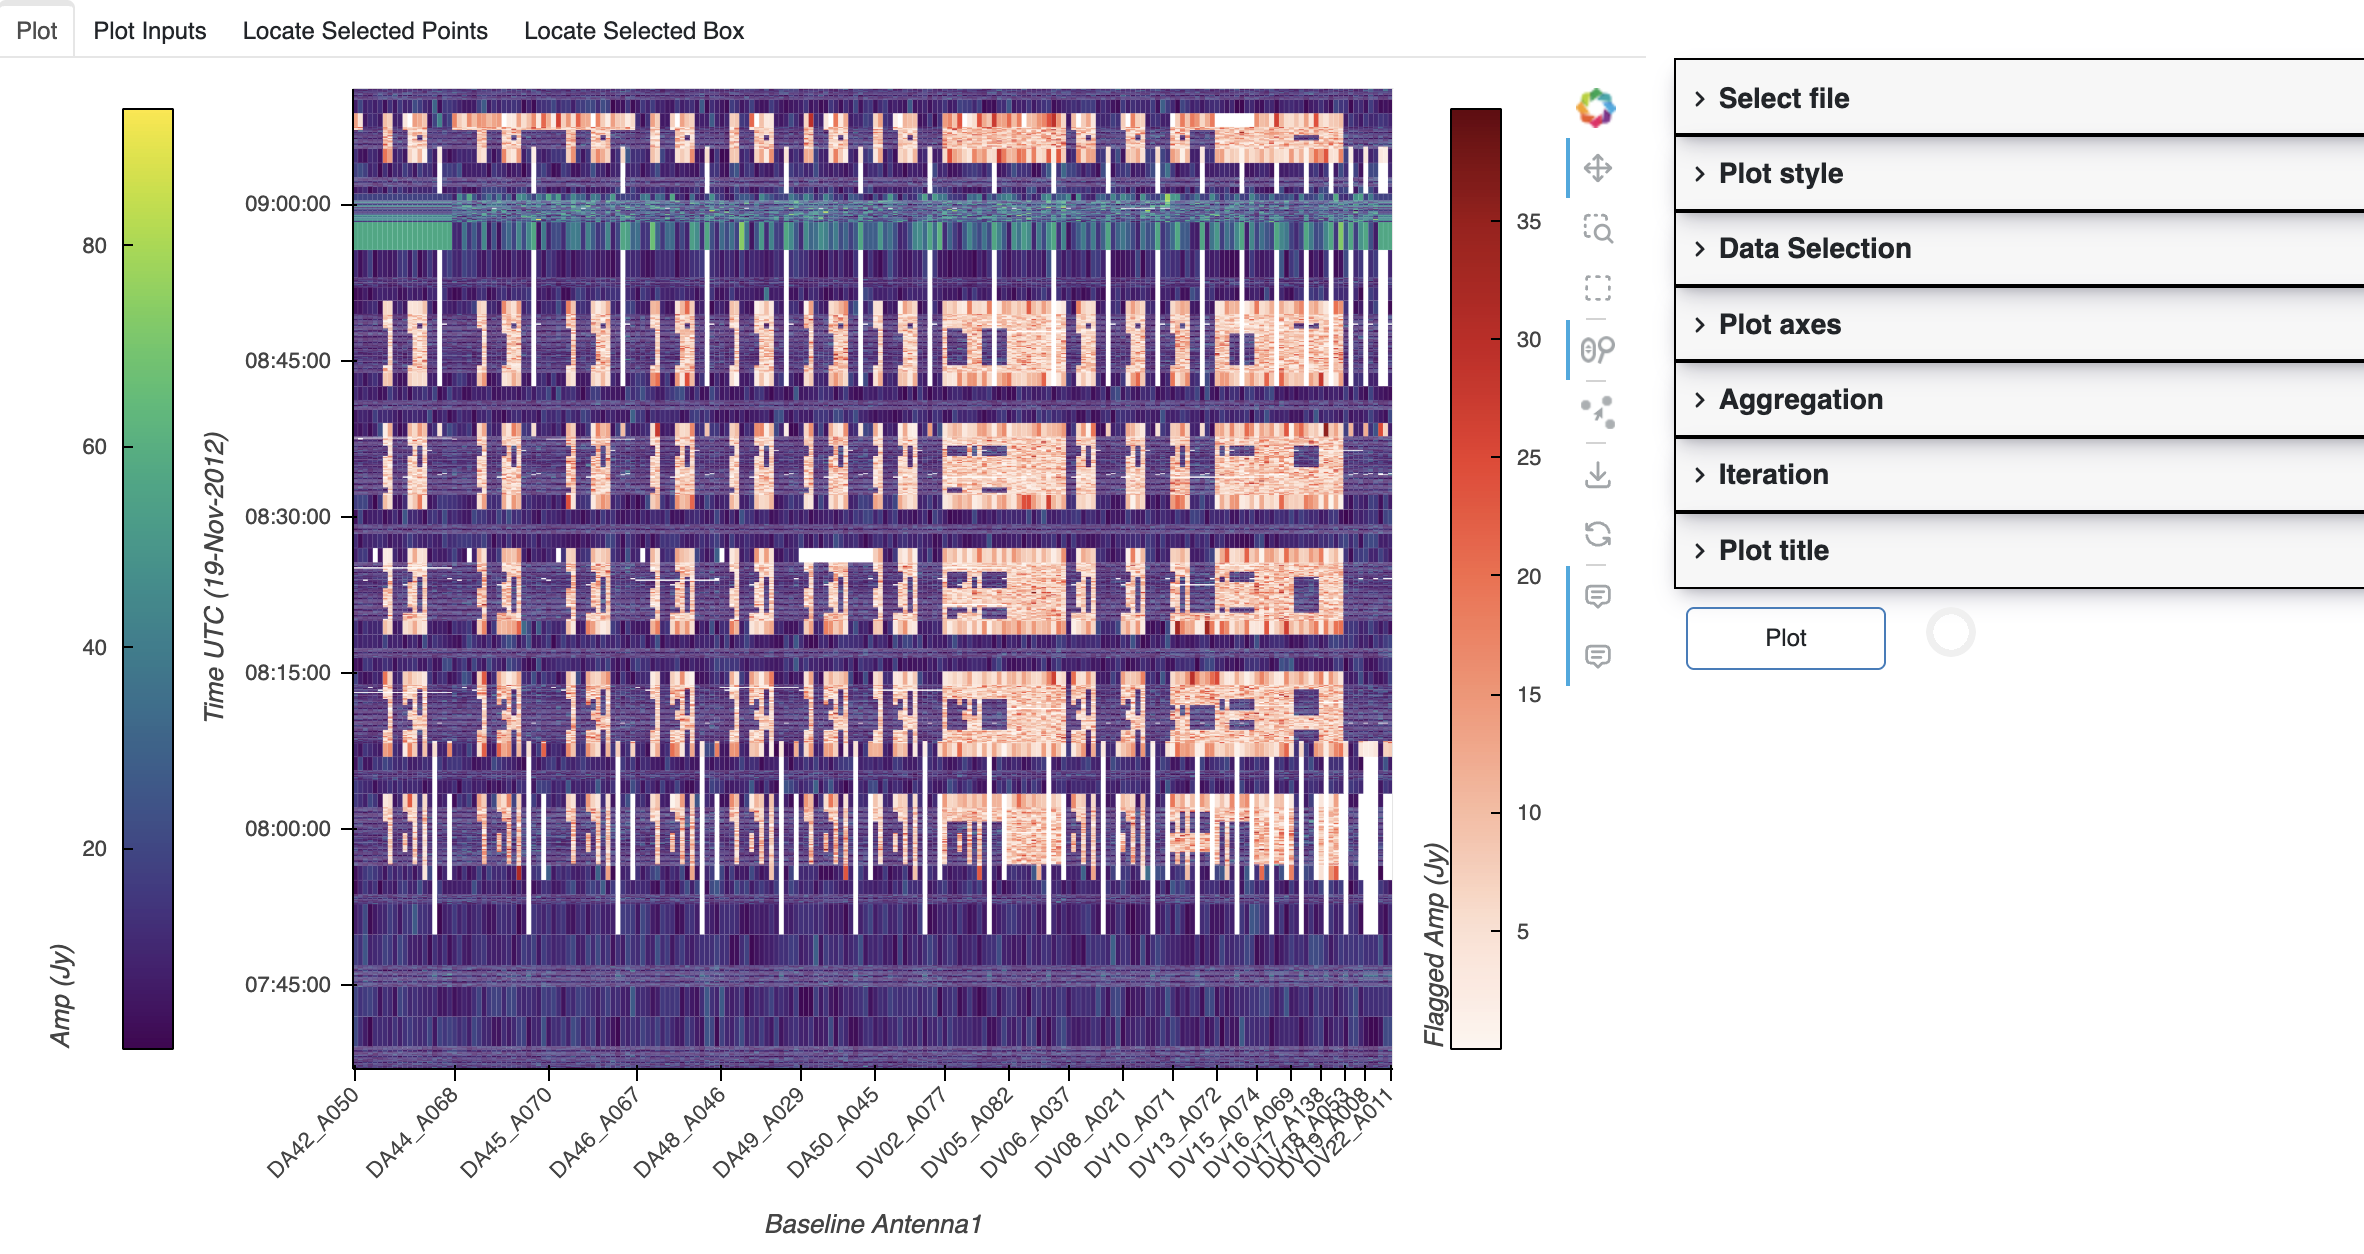 Plot
Plot Inputs
Locate Selected Points
Locate Selected Box
80
60
40
20
Amp (Jy)
Time UTC (19-Nov-2012)
09:00:00
08:45:00
08:30:00
08:15:00
08:00:00
07:45:00
DA42_A050
DA44_A068
DA45_A070
DA46_A067
DA48_A046
DA49_A029
DA50_A045
DV02_A077
DV05_A082
DV06_A037
DV08_A021
DV10_A071
DV13_A072
DV15_A074
DV16_A069
DV17_A138
DV18_A053
DV19_A008
DV22_A011
Baseline Antenna1
35
30
25
20
15
10
5
Flagged Amp (Jy)
Select file
Plot style
Data Selection
Plot axes
Aggregation
Iteration
Plot title
Plot